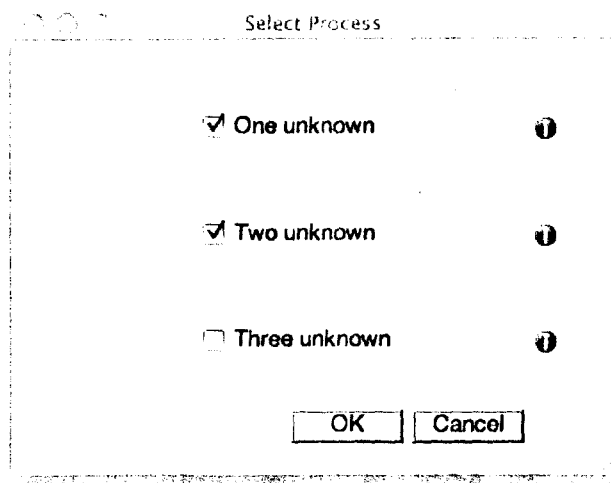 Select Process
One unknown
Two unknown
Three unknown
OK
Cancel